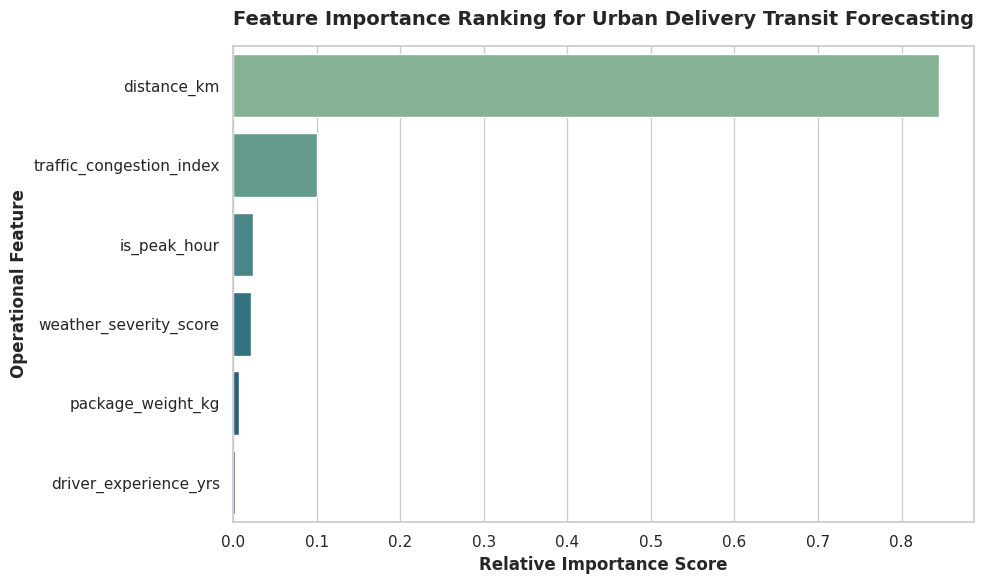 Feature Importance Ranking for Urban Delivery Transit Forecasting
Operational Feature
distance_km
traffic_congestion_index
is_peak_hour
weather_severity_score
package_weight_kg
driver_experience_yrs
0.0 0.1 0.2 0.3 0.4 0.5 0.6 0.7 0.8
Relative Importance Score